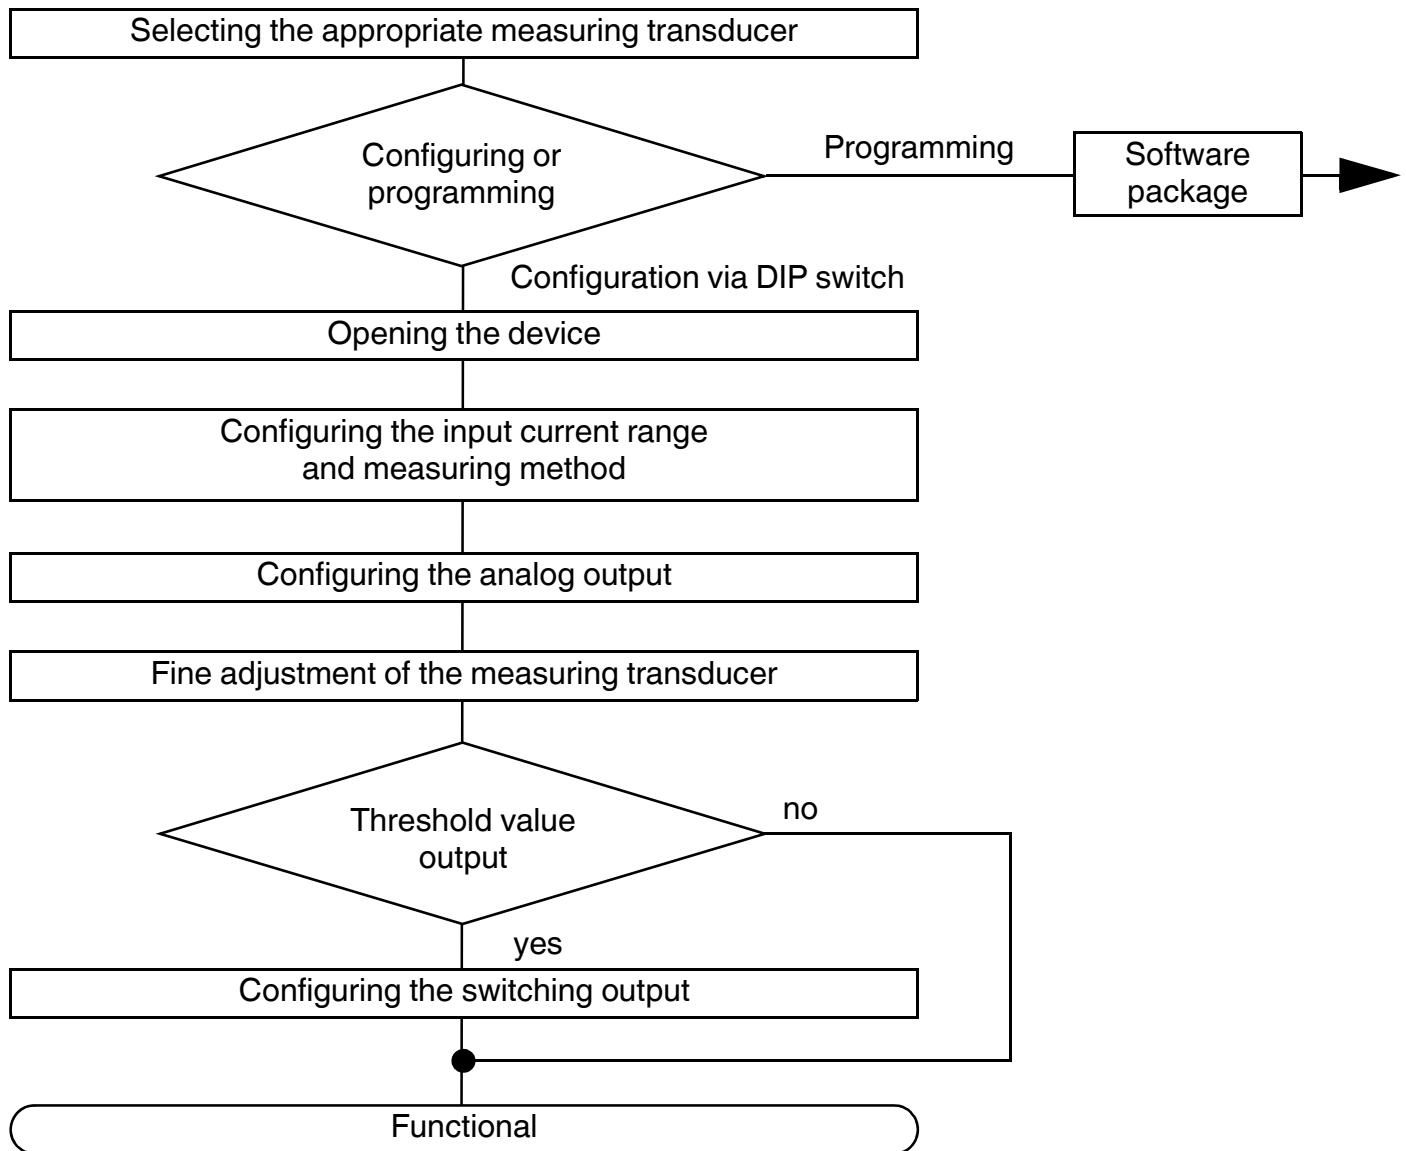 Selecting the appropriate measuring transducer
Configuring or
programming
Programming
Software
package
Configuration via DIP switch
Opening the device
Configuring the input current range
and measuring method
Configuring the analog output
Fine adjustment of the measuring transducer
Threshold value
output
no
yes
Configuring the switching output
Functional